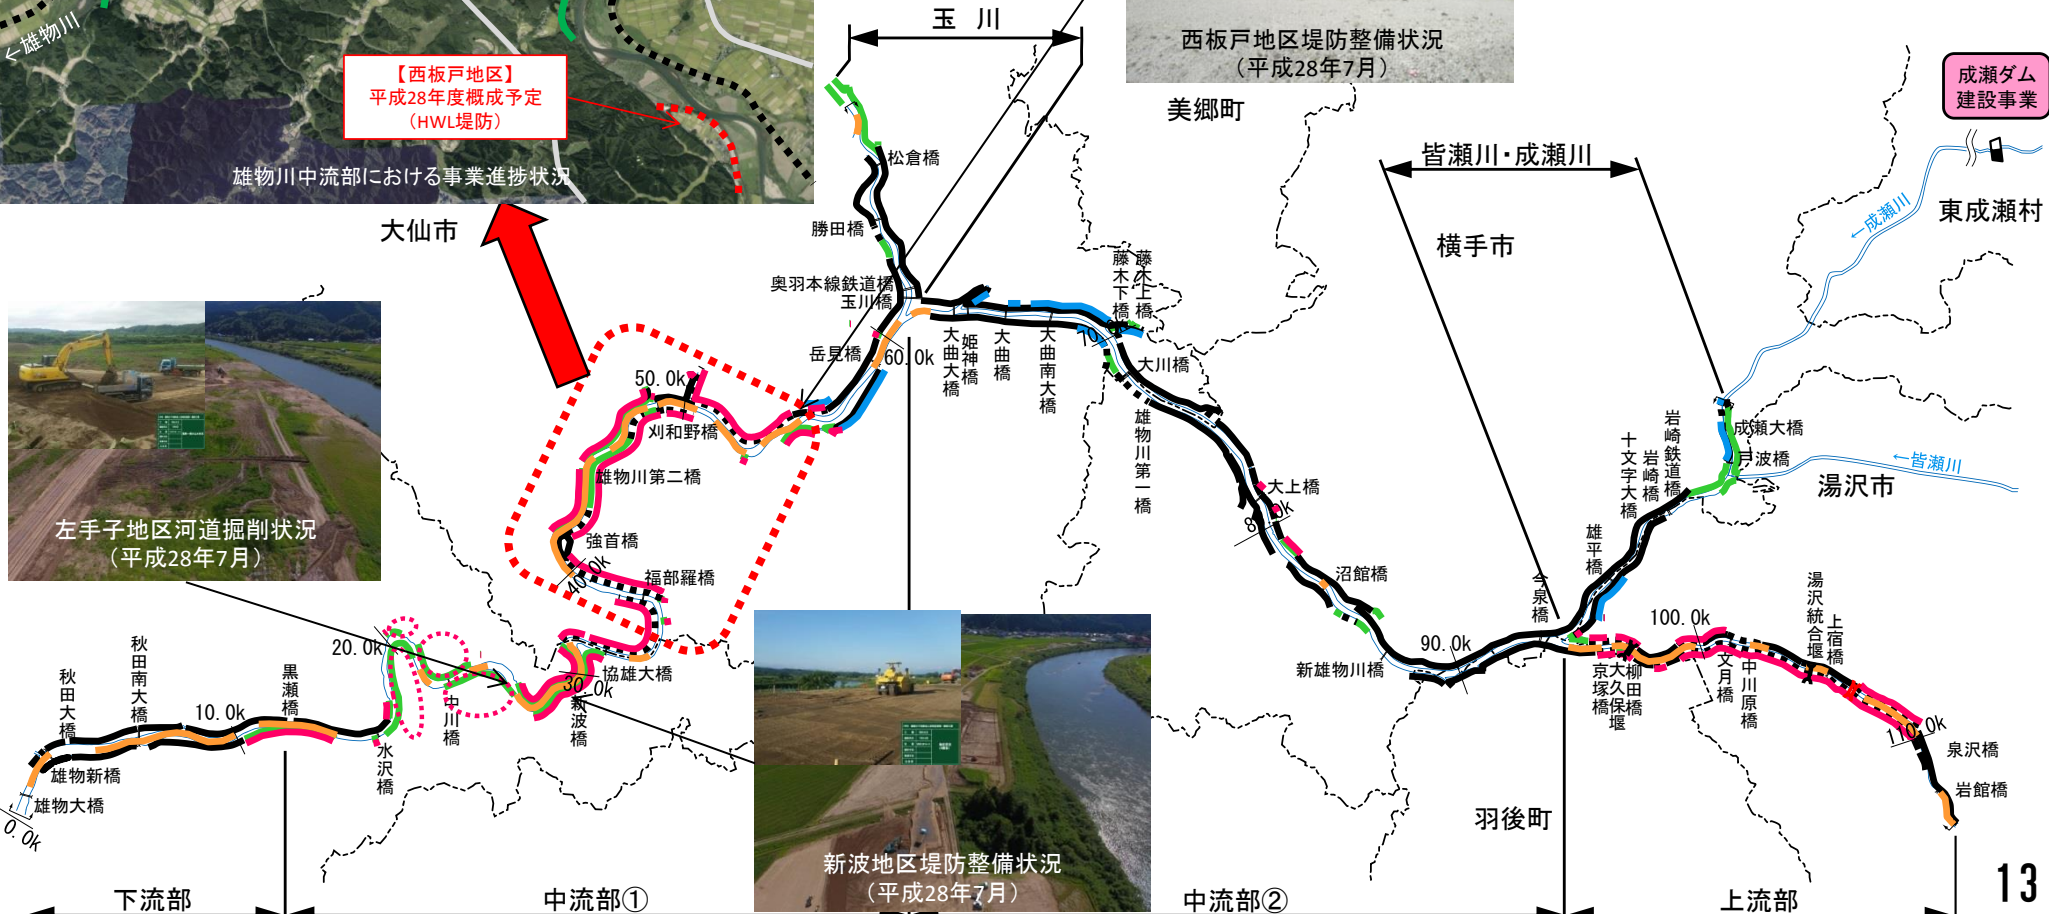 ←雄物川
【西板戸地区】
平成28年度概成予定
（HWL堤防）
雄物川中流部における事業進捗状況
玉 川
西板戸地区堤防整備状況
（平成28年7月）
美郷町
成瀬ダム
建設事業
皆瀬川・成瀬川
←成瀬川
東成瀬村
横手市
大仙市
松倉橋
勝田橋
奥羽本線鉄道橋
玉川橋
岳見橋
60.0k
大曲大橋
姫神橋
大曲橋
大曲南大橋
藤木下橋
藤木上橋
大川橋
雄物川第一橋
50.0k
刈和野橋
雄物川第二橋
強首橋
40.0k
福部羅橋
大上橋
沼館橋
新雄物川橋
90.0k
今泉橋
雄平橋
十文字大橋
岩崎橋
岩崎鉄道橋
成瀬大橋
戸波橋
←皆瀬川
湯沢市
左手子地区河道掘削状況
（平成28年7月）
20.0k
協雄大橋
30.0k
新波橋
中川橋
水沢橋
黒瀬橋
10.0k
秋田南大橋
秋田大橋
雄物新橋
雄物大橋
0.0k
新波地区堤防整備状況
（平成28年7月）
100.0k
京塚橋
大久保堰
柳田橋
文月橋
中川原橋
湯沢統合堰
上宿橋
110.0k
泉沢橋
岩館橋
羽後町
下流部
中流部①
中流部②
上流部
13